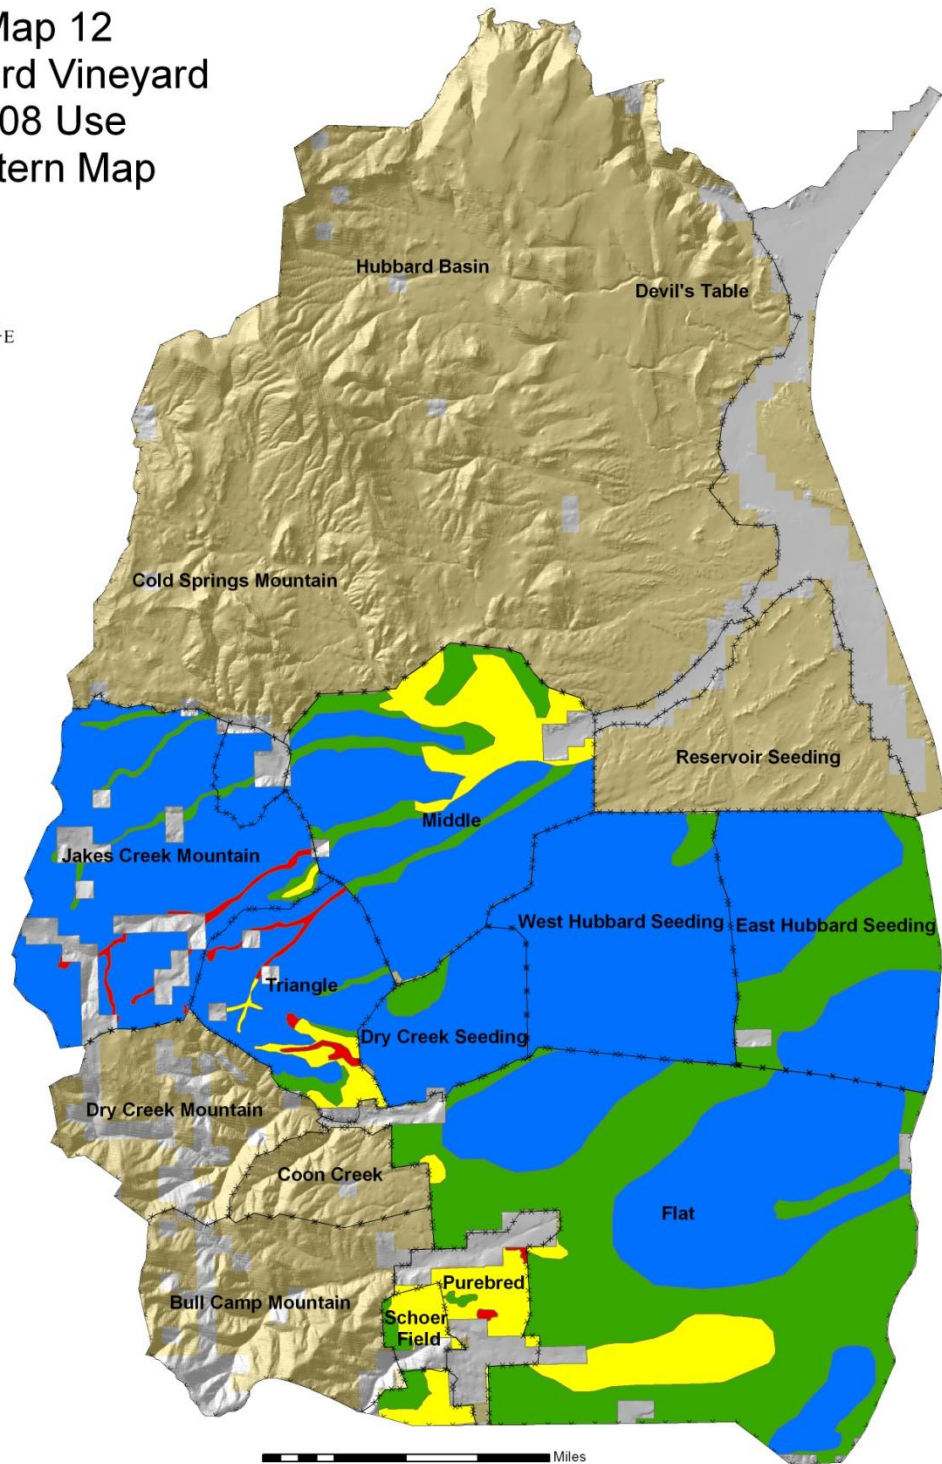 Map 12
rd Vineyard
08 Use
tern Map
E
Hubbard Basin
Devil's Table
Cold Springs Mountain
Reservoir Seeding
Middle
Jakes Creek Mountain
West Hubbard Seeding
East Hubbard Seeding
Triangle
Dry Creek Seeding
Dry Creek Mountain
Coon Creek
Flat
Purebred
Bull Camp Mountain
Schoer
Field
Miles